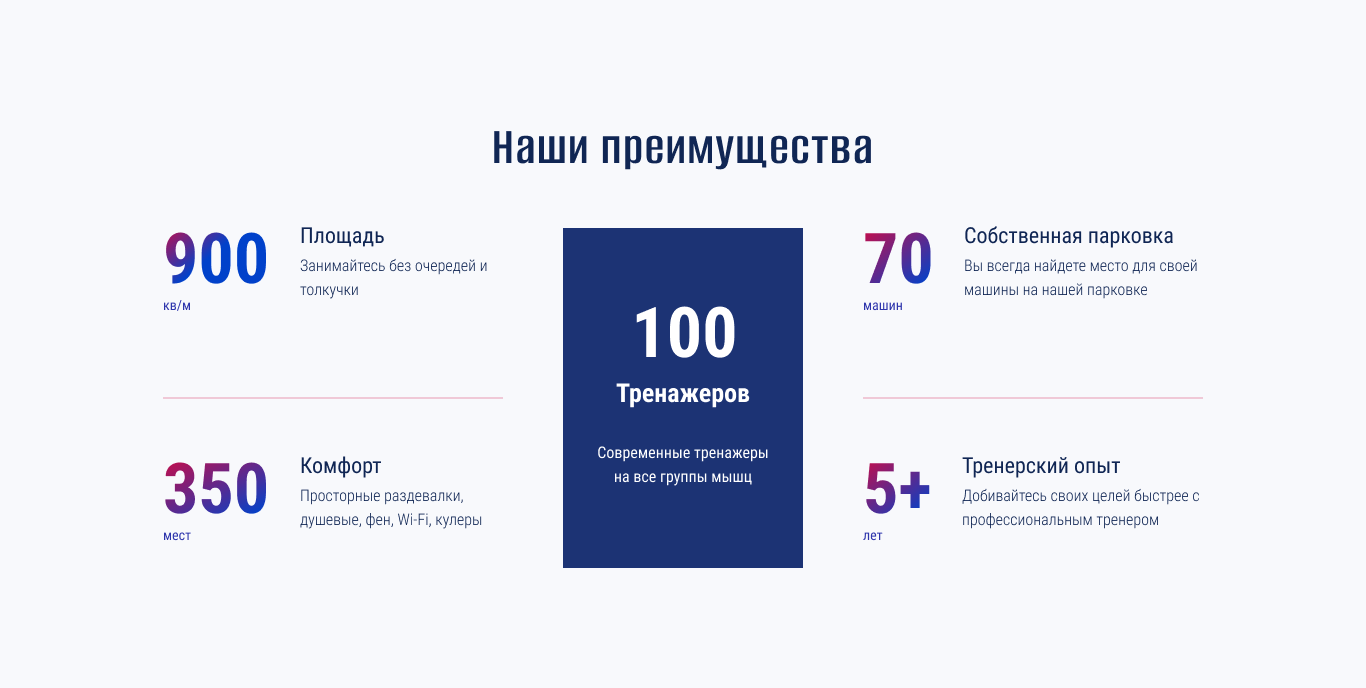 Наши преимущества
900
кв/м
Площадь
Занимайтесь без очередей и
толкучки
350
мест
Комфорт
Просторные раздевалки,
душевые, фен, Wi-Fi, кулеры
100
Тренажеров
Современные тренажеры
на все группы мышц
70
машин
Собственная парковка
Вы всегда найдете место для своей
машины на нашей парковке
5+
лет
Тренерский опыт
Добивайтесь своих целей быстрее с
профессиональным тренером